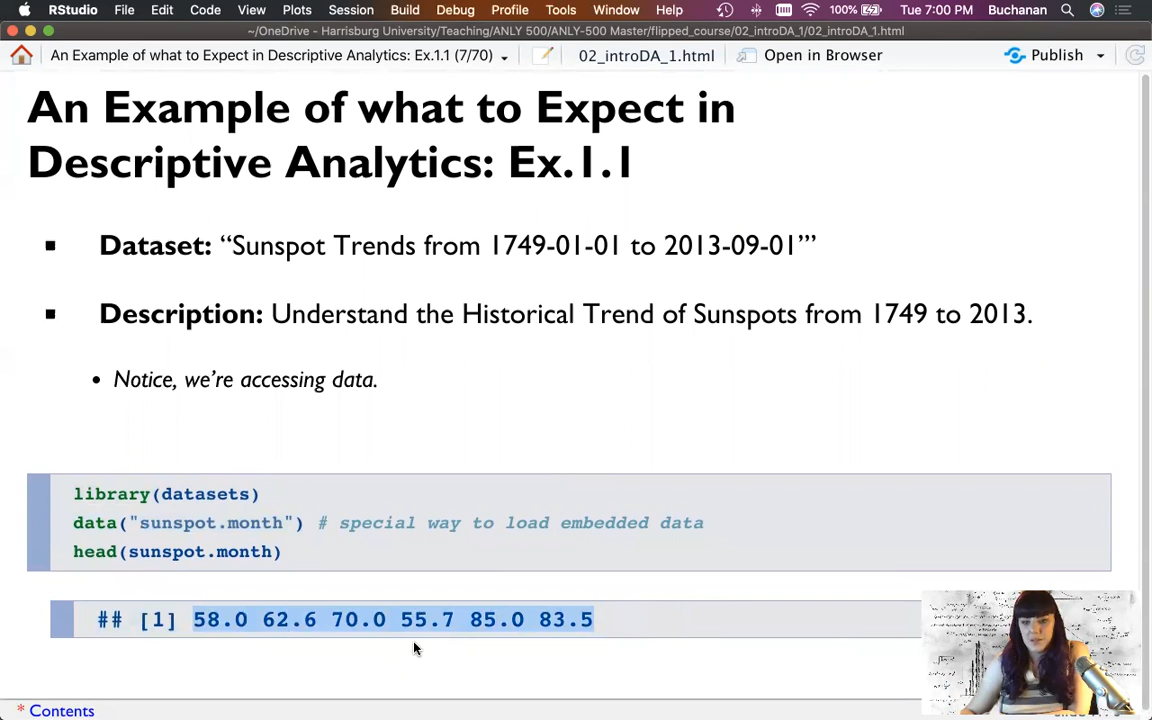 RStudio File Edit Code View Plots Session Build Debug Profile Tools Window Help 100% Tue 7:00 PM Buchanan
~/OneDrive - Harrisburg University/Teaching/ANLY 500/ANLY-500 Master/flipped_course/02_introDA_1/02_introDA_1.html
An Example of what to Expect in Descriptive Analytics: Ex.1.1 (7/70) 02_introDA_1.html Open in Browser Publish
An Example of what to Expect in
Descriptive Analytics: Ex.1.1
Dataset: “Sunspot Trends from 1749-01-01 to 2013-09-01”’
Description: Understand the Historical Trend of Sunspots from 1749 to 2013.
• Notice, we’re accessing data.
library(datasets)
data("sunspot.month") # special way to load embedded data
head(sunspot.month)
## [1] 58.0 62.6 70.0 55.7 85.0 83.5
* Contents